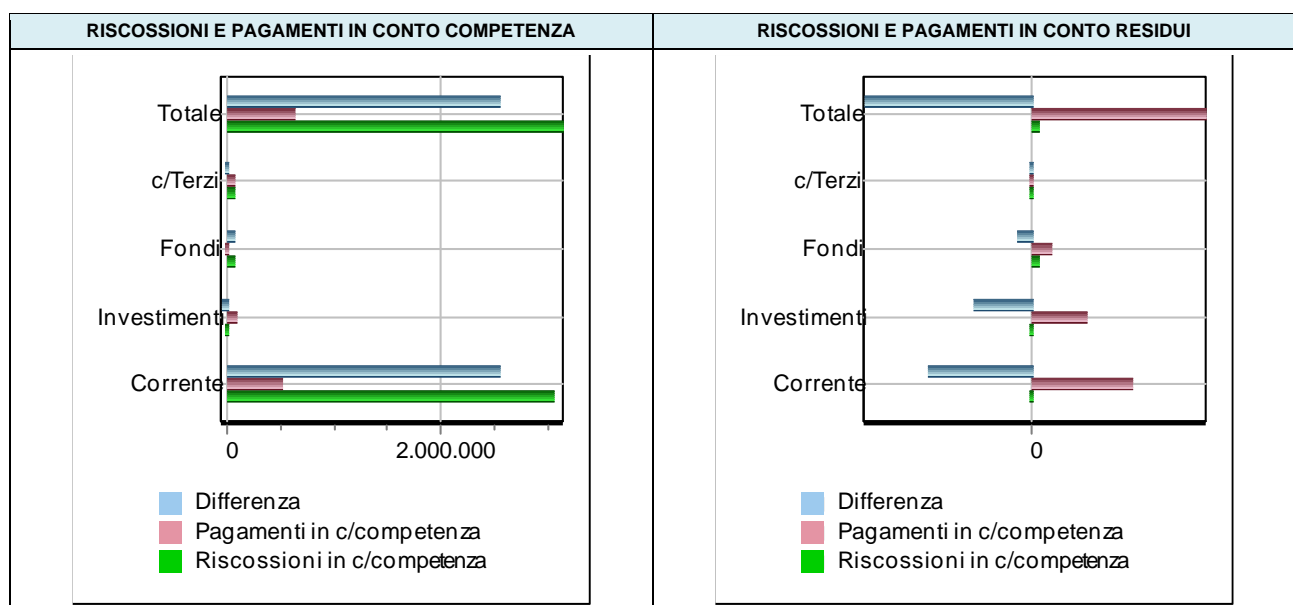 RISCOSSIONI E PAGAMENTI IN CONTO COMPETENZA
Totale
c/Terzi
Fondi
Investimenti
Corrente
0
2.000.000
Differenza
Pagamenti in c/competenza
Riscossioni in c/competenza
RISCOSSIONI E PAGAMENTI IN CONTO RESIDUI
Totale
c/Terzi
Fondi
Investimenti
Corrente
0
Differenza
Pagamenti in c/competenza
Riscossioni in c/competenza